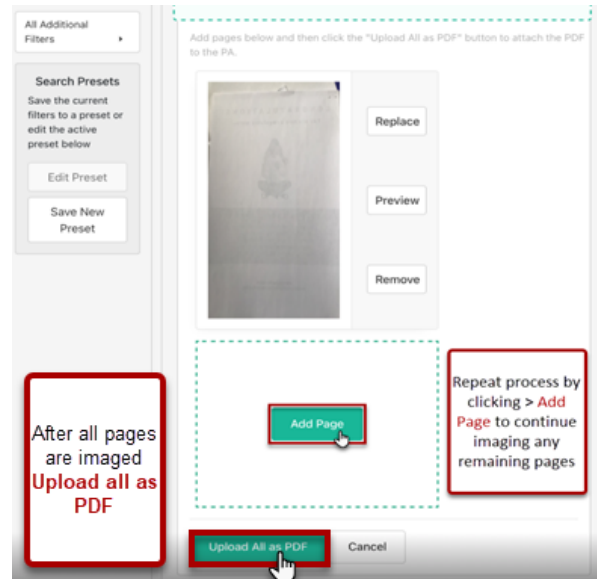 All Additional
Filters
Search Presets
Save the current
filters to a preset or
edit the active
preset below
Edit Preset
Save New
Preset
Add pages below and then click the "Upload All as PDF" button to attach the PDF
to the PA.
Replace
Preview
Remove
Add Page
Repeat process by
clicking > Add
Page to continue
imaging any
remaining pages
After all pages
are imaged
Upload all as
PDF
Upload All as PDF
Cancel